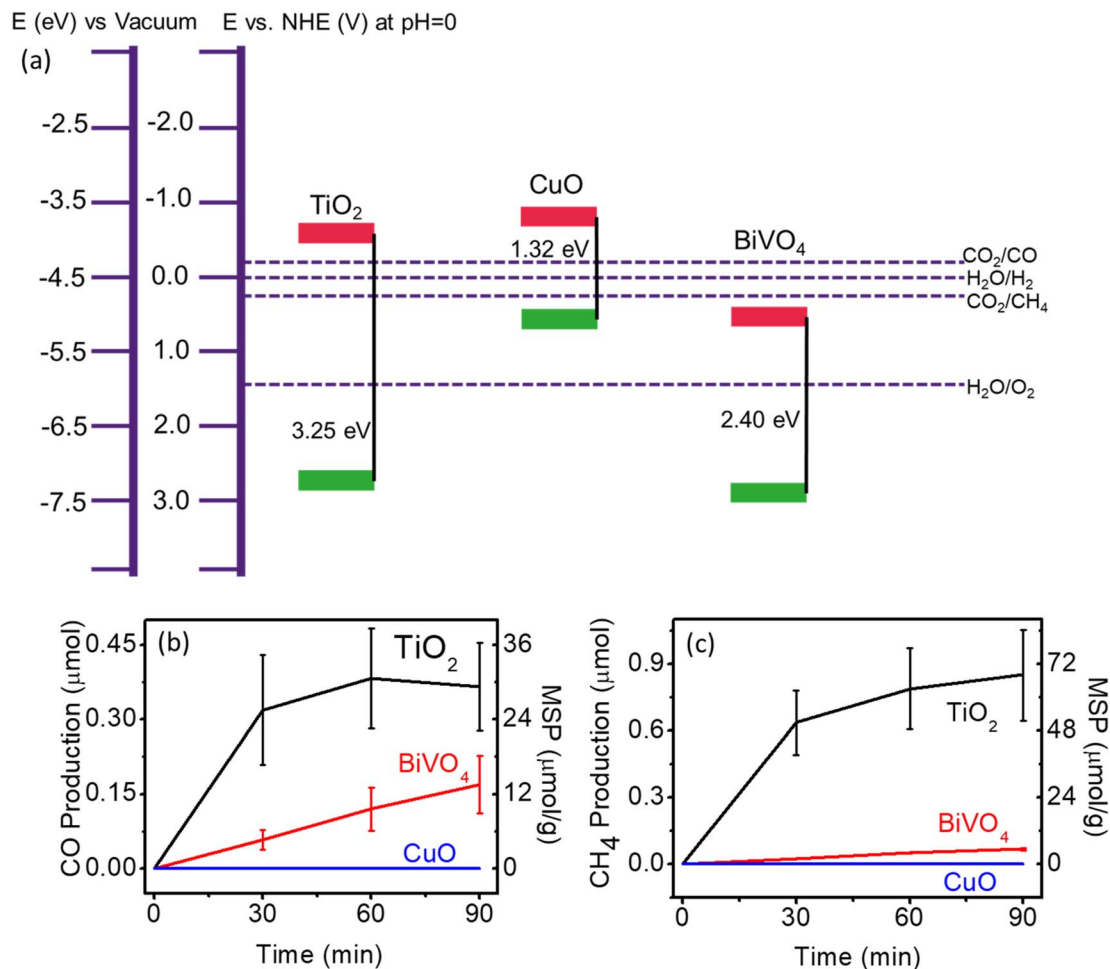 E (eV) vs Vacuum E vs. NHE (V) at pH=0
(a)
-2.5 -2.0
-3.5 -1.0
-4.5 0.0
-5.5 1.0
-6.5 2.0
-7.5 3.0
TiO2
3.25 eV
CuO
1.32 eV
BiVO4
2.40 eV
CO2/CO
H2O/H2
CO2/CH4
H2O/O2
(b)
CO Production (μmol)
0.45
0.30
0.15
0.00
TiO2
BiVO4
CuO
36
24
12
0
MSP (μmol/g)
0 30 60 90
Time (min)
(c)
CH4 Production (μmol)
0.9
0.6
0.3
0.0
TiO2
BiVO4
CuO
72
48
24
0
MSP (μmol/g)
0 30 60 90
Time (min)